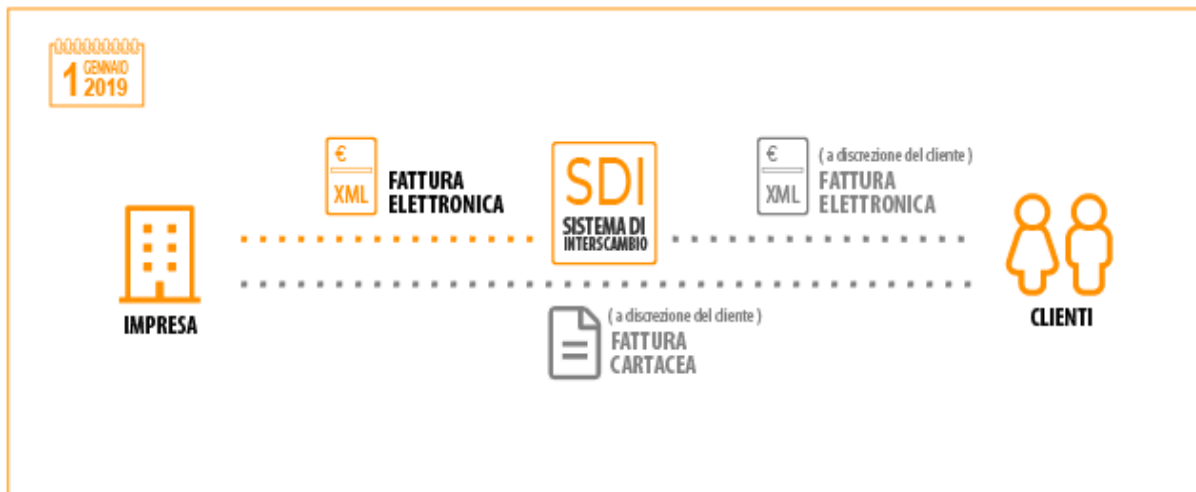 1 GENNAIO
2019
€
XML
FATTURA
ELETTRONICA
SDI
SISTEMA DI
INTERSCAMBIO
€
XML
( a discrezione del cliente )
FATTURA
ELETTRONICA
IMPRESA
( a discrezione del cliente )
FATTURA
CARTACEA
CLIENTI